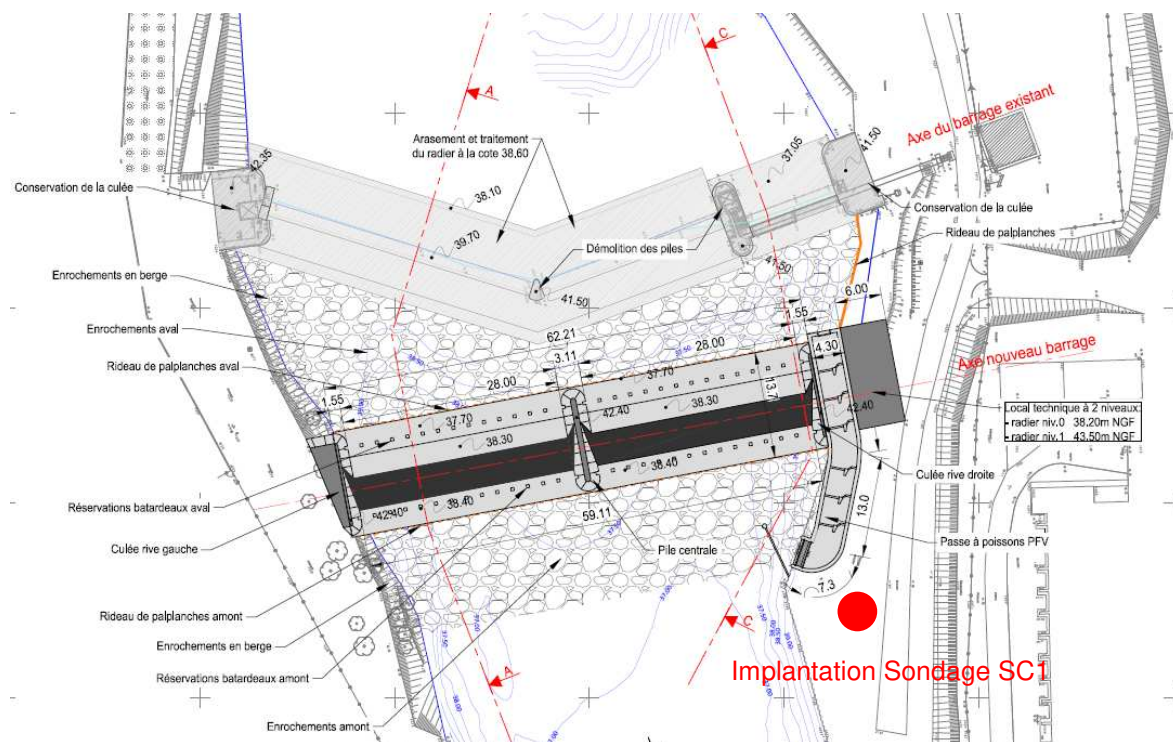 C
A
Axe du barrage existant
Arasement et traitement
du radier à la cote 38,60
37.05
41.50
42.35
Conservation de la culée
38.10
Conservation de la culée
Rideau de palplanches
39.70
Démolition des piles
41.50
41.50
Enrochements en berge
6.00
Enrochements aval
62.21
1.55
3.11
28.00
4.30
Rideau de palplanches aval
28.00
37.70
13.7
Axe nouveau barrage
1.55
37.70
42.40
38.30
42.40
Local technique à 2 niveaux:
radier niv.0 38.20m NGF
radier niv.1 43.50m NGF
38.30
38.40
Culée rive droite
Réservations batardeaux aval
38.40
59.11
13.0
Culée rive gauche
Pile centrale
Passe à poissons PFV
7.3
Rideau de palplanches amont
C
Enrochements en berge
Implantation Sondage SC1
Réservations batardeaux amont
A
Enrochements amont
37.50
38.00
37.00
37.50